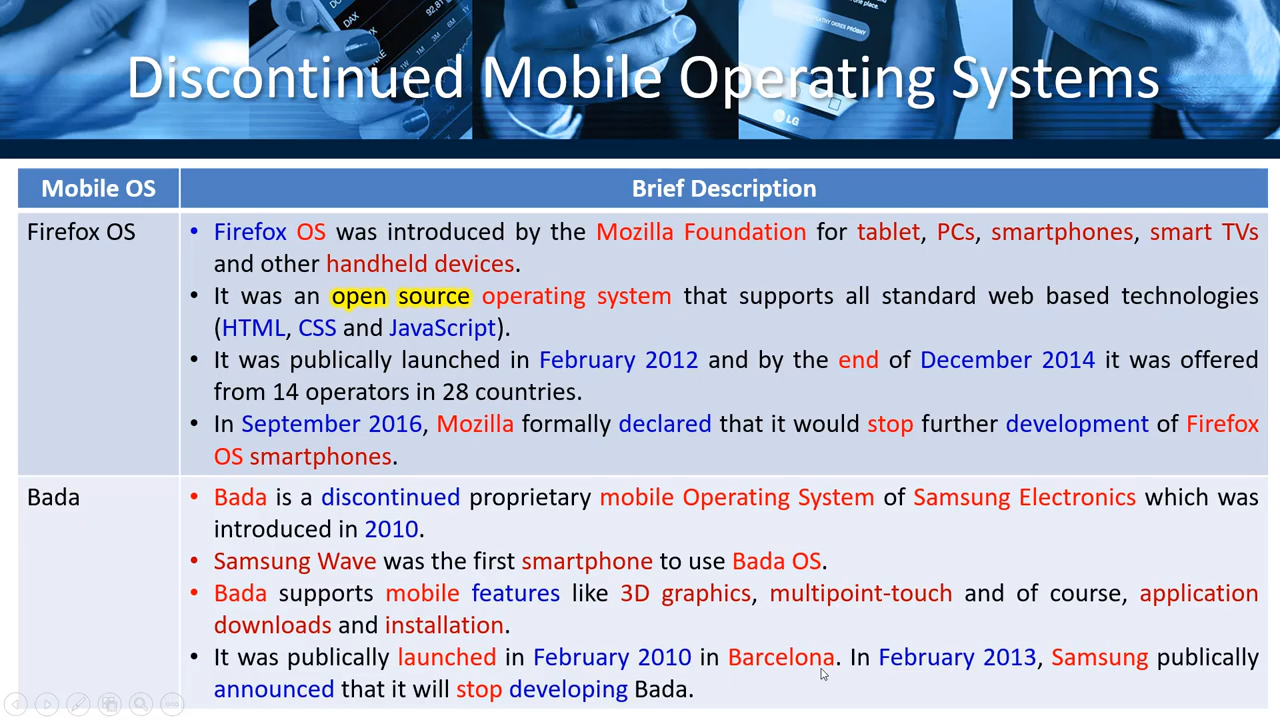 Discontinued Mobile Operating Systems
LG
Mobile OS
Brief Description
Firefox OS
• Firefox OS was introduced by the Mozilla Foundation for tablet, PCs, smartphones, smart TVs
and other handheld devices.
• It was an open source operating system that supports all standard web based technologies
(HTML, CSS and JavaScript).
• It was publically launched in February 2012 and by the end of December 2014 it was offered
from 14 operators in 28 countries.
• In September 2016, Mozilla formally declared that it would stop further development of Firefox
OS smartphones.
Bada
• Bada is a discontinued proprietary mobile Operating System of Samsung Electronics which was
introduced in 2010.
• Samsung Wave was the first smartphone to use Bada OS.
• Bada supports mobile features like 3D graphics, multipoint-touch and of course, application
downloads and installation.
• It was publically launched in February 2010 in Barcelona. In February 2013, Samsung publically
announced that it will stop developing Bada.